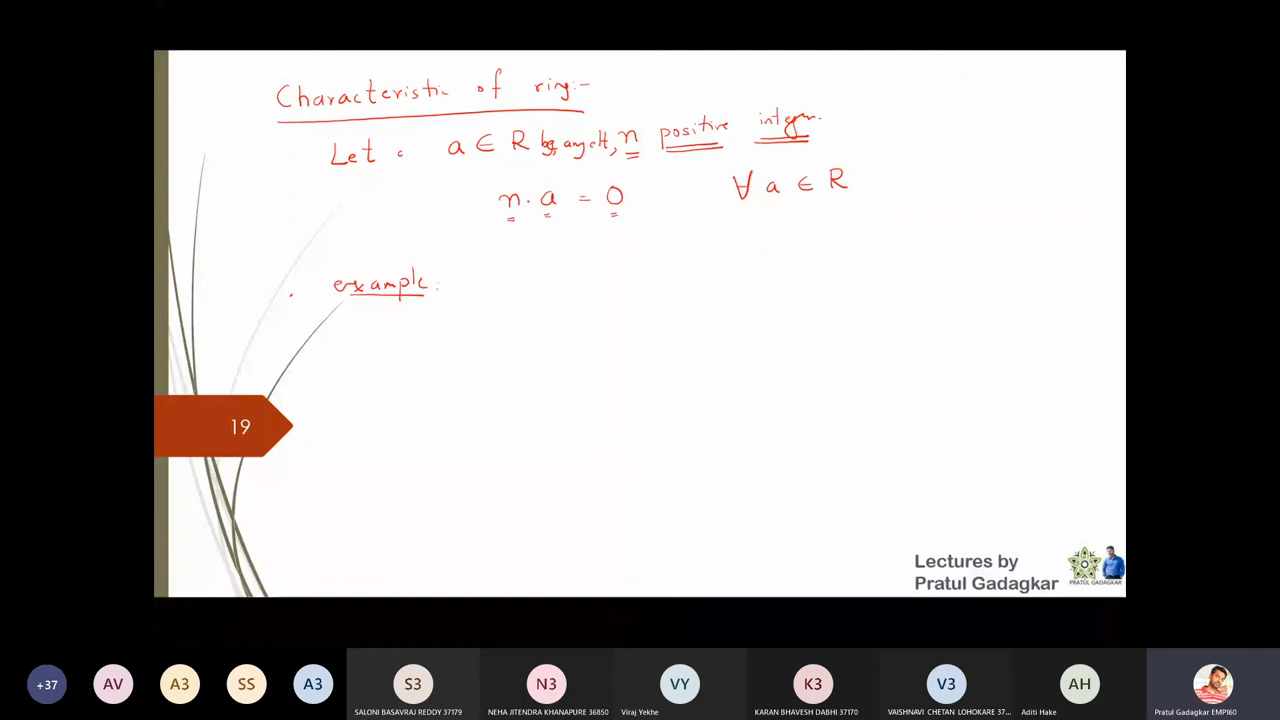 Characteristic of ring:-
Let a ∈ R be any elt, n positive integer.
n · a = 0 ∀ a ∈ R
example:
19
Lectures by
Pratul Gadagkar
PRATUL GADAGKAR
+37 AV A3 SS A3 S3 N3 VY K3 V3 AH
SALONI BASAVRAJ REDDY 37179 NEHA JITENDRA KHANAPURE 36850 Viraj Yekhe KARAN BHAVESH DABHI 37170 VAISHNAVI CHETAN LOHOKARE 37... Aditi Hake Pratul Gadagkar EMP160